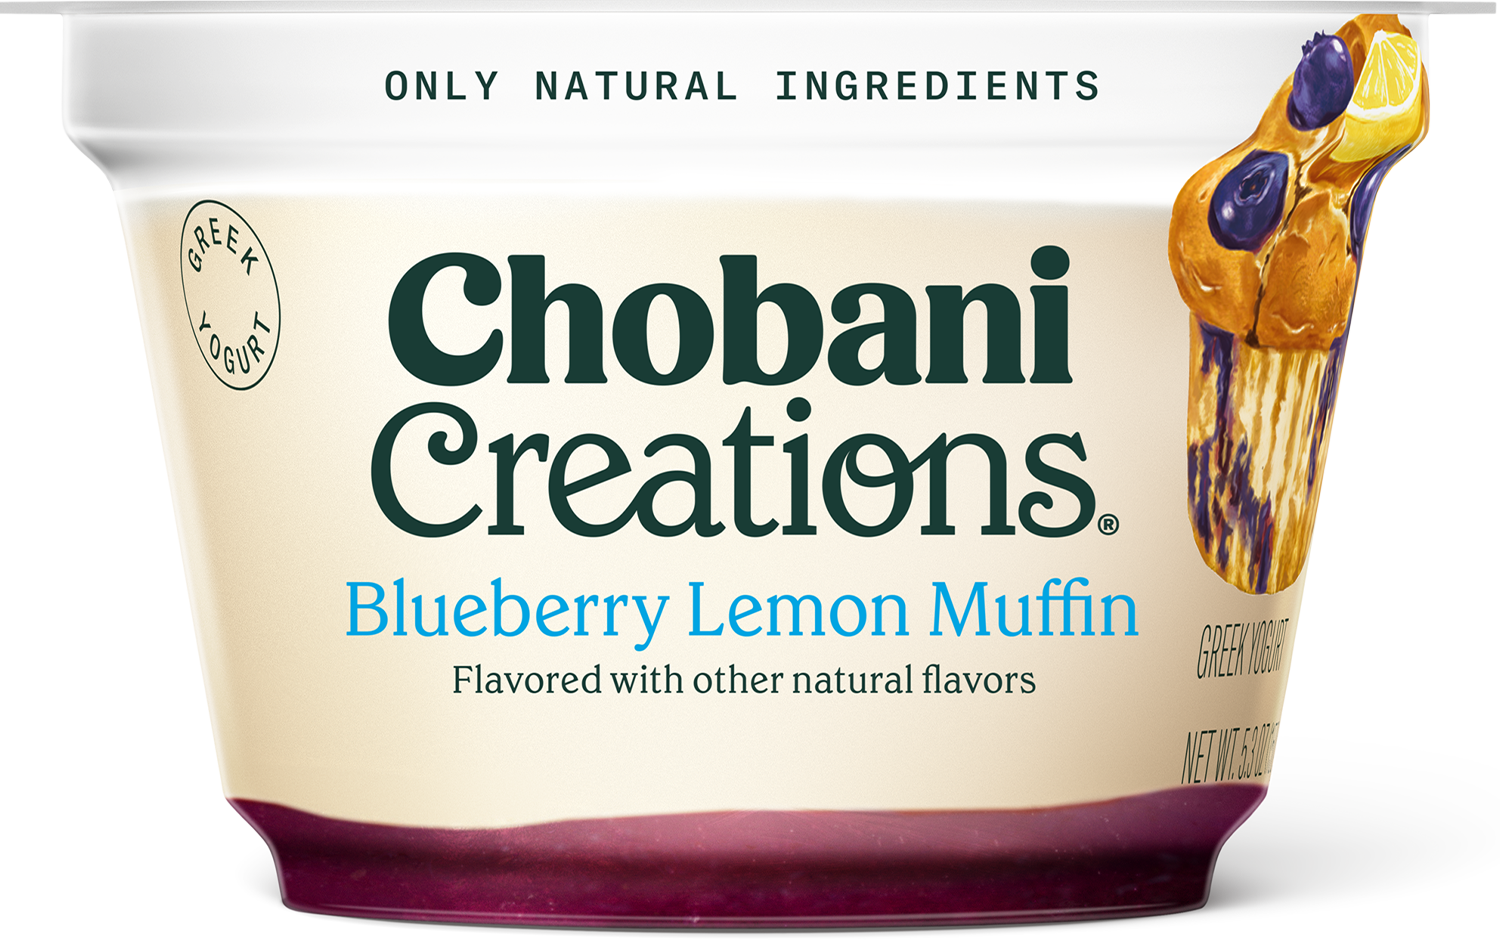 ONLY NATURAL INGREDIENTS
GREEK
YOGURT
Chobani
Creations®
Blueberry Lemon Muffin
Flavored with other natural flavors
GREEK YOGURT
NET WT. 5.3 OZ